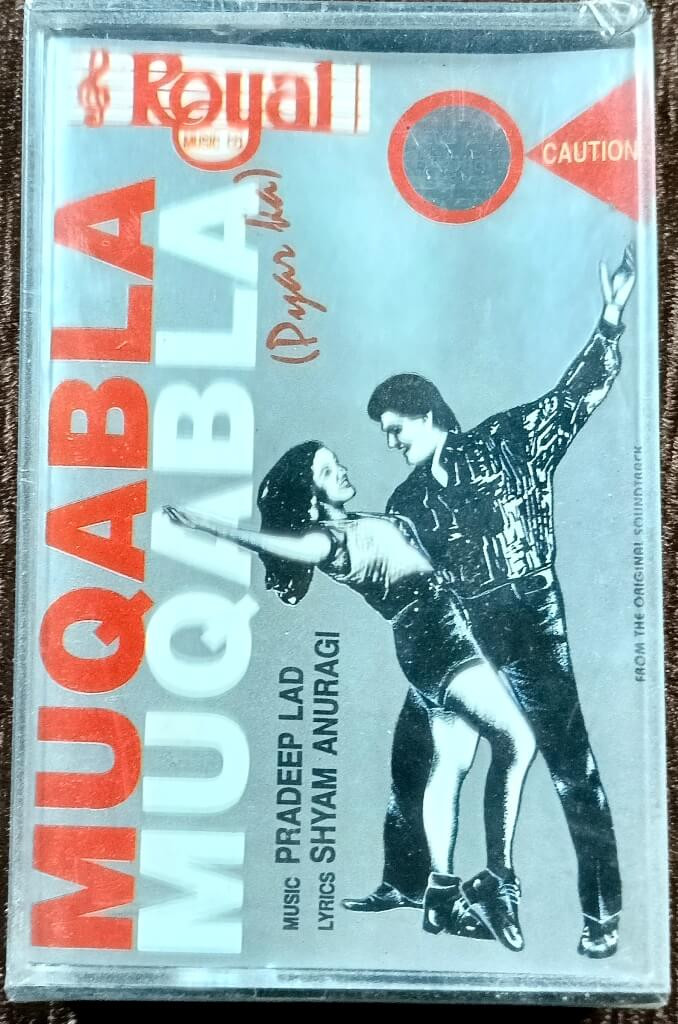 Royal
MUSIC CO
CAUTION
MUQABLA
MUQABLA
(Pyar ka)
MUSIC PRADEEP LAD
LYRICS SHYAM ANURAGI
FROM THE ORIGINAL SOUNDTRACK